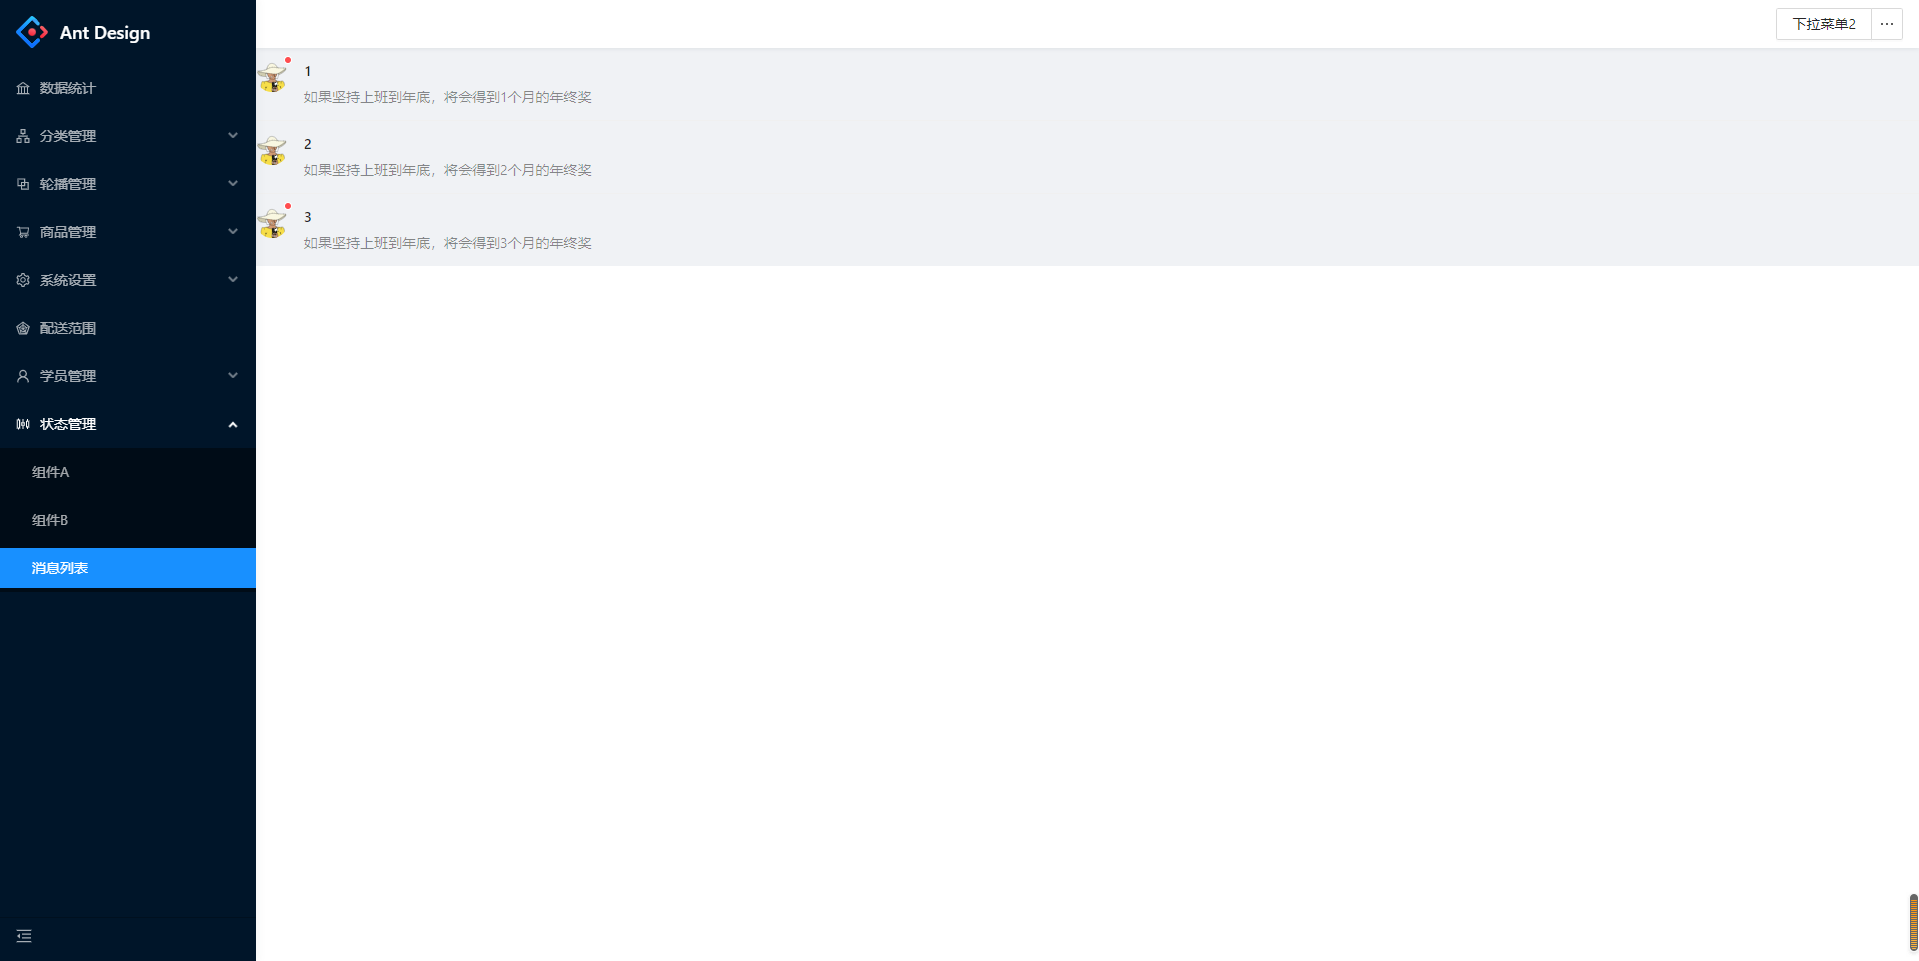 Ant Design
下拉菜单2
数据统计
分类管理
轮播管理
商品管理
系统设置
配送范围
学员管理
状态管理
组件A
组件B
消息列表
1
如果坚持上班到年底，将会得到1个月的年终奖
2
如果坚持上班到年底，将会得到2个月的年终奖
3
如果坚持上班到年底，将会得到3个月的年终奖